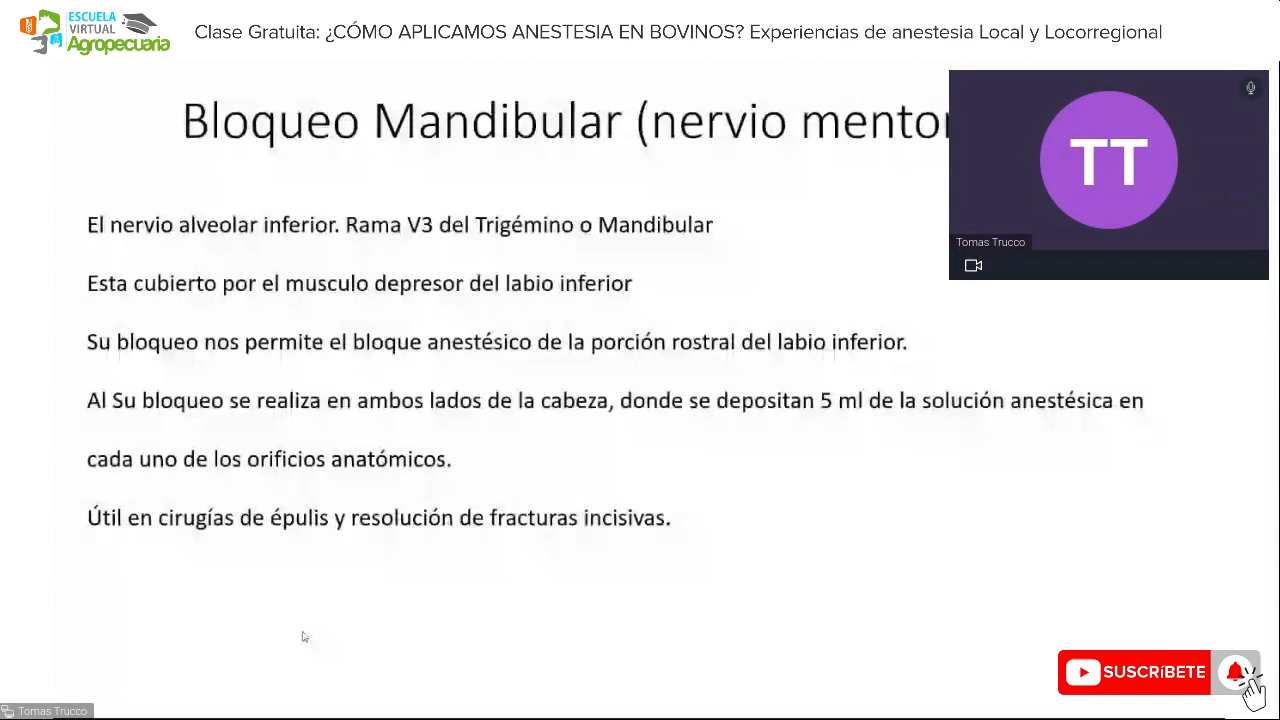 ESCUELA
VIRTUAL
Agropecuaria
Clase Gratuita: ¿CÓMO APLICAMOS ANESTESIA EN BOVINOS? Experiencias de anestesia Local y Locorregional
Bloqueo Mandibular (nervio mentor
TT
Tomas Trucco
El nervio alveolar inferior. Rama V3 del Trigémino o Mandibular
Esta cubierto por el musculo depresor del labio inferior
Su bloqueo nos permite el bloque anestésico de la porción rostral del labio inferior.
Al Su bloqueo se realiza en ambos lados de la cabeza, donde se depositan 5 ml de la solución anestésica en
cada uno de los orificios anatómicos.
Útil en cirugías de épulis y resolución de fracturas incisivas.
SUSCRíBETE
Tomas Trucco